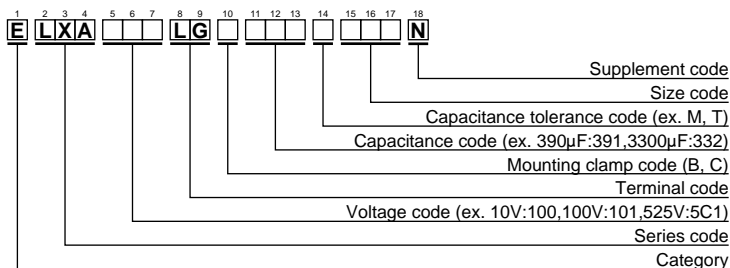 1 2 3 4 5 6 7 8 9 10 11 12 13 14 15 16 17 18
E L X A L G N
Supplement code
Size code
Capacitance tolerance code (ex. M, T)
Capacitance code (ex. 390μF:391,3300μF:332)
Mounting clamp code (B, C)
Terminal code
Voltage code (ex. 10V:100,100V:101,525V:5C1)
Series code
Category